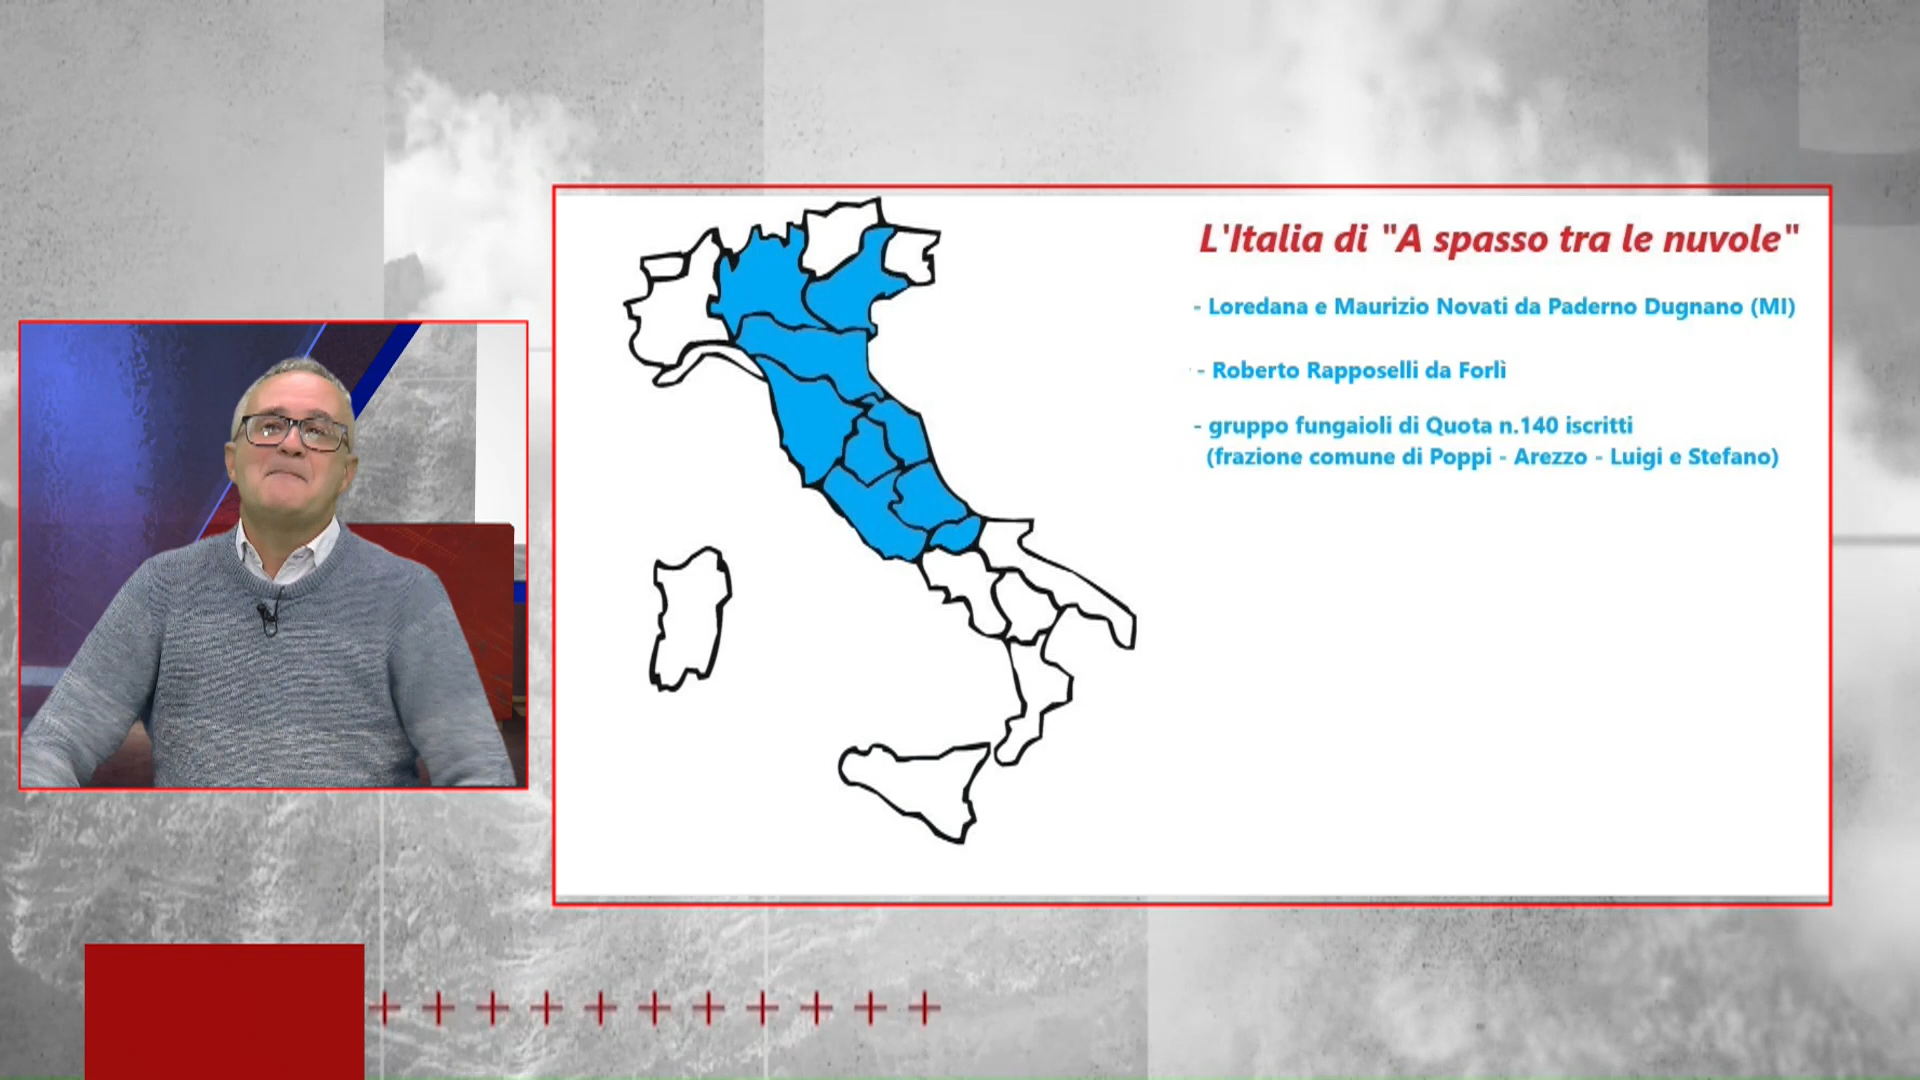 L'Italia di "A spasso tra le nuvole"
- Loredana e Maurizio Novati da Paderno Dugnano (MI)
- Roberto Rapposelli da Forlì
- gruppo fungaioli di Quota n.140 iscritti
(frazione comune di Poppi - Arezzo - Luigi e Stefano)